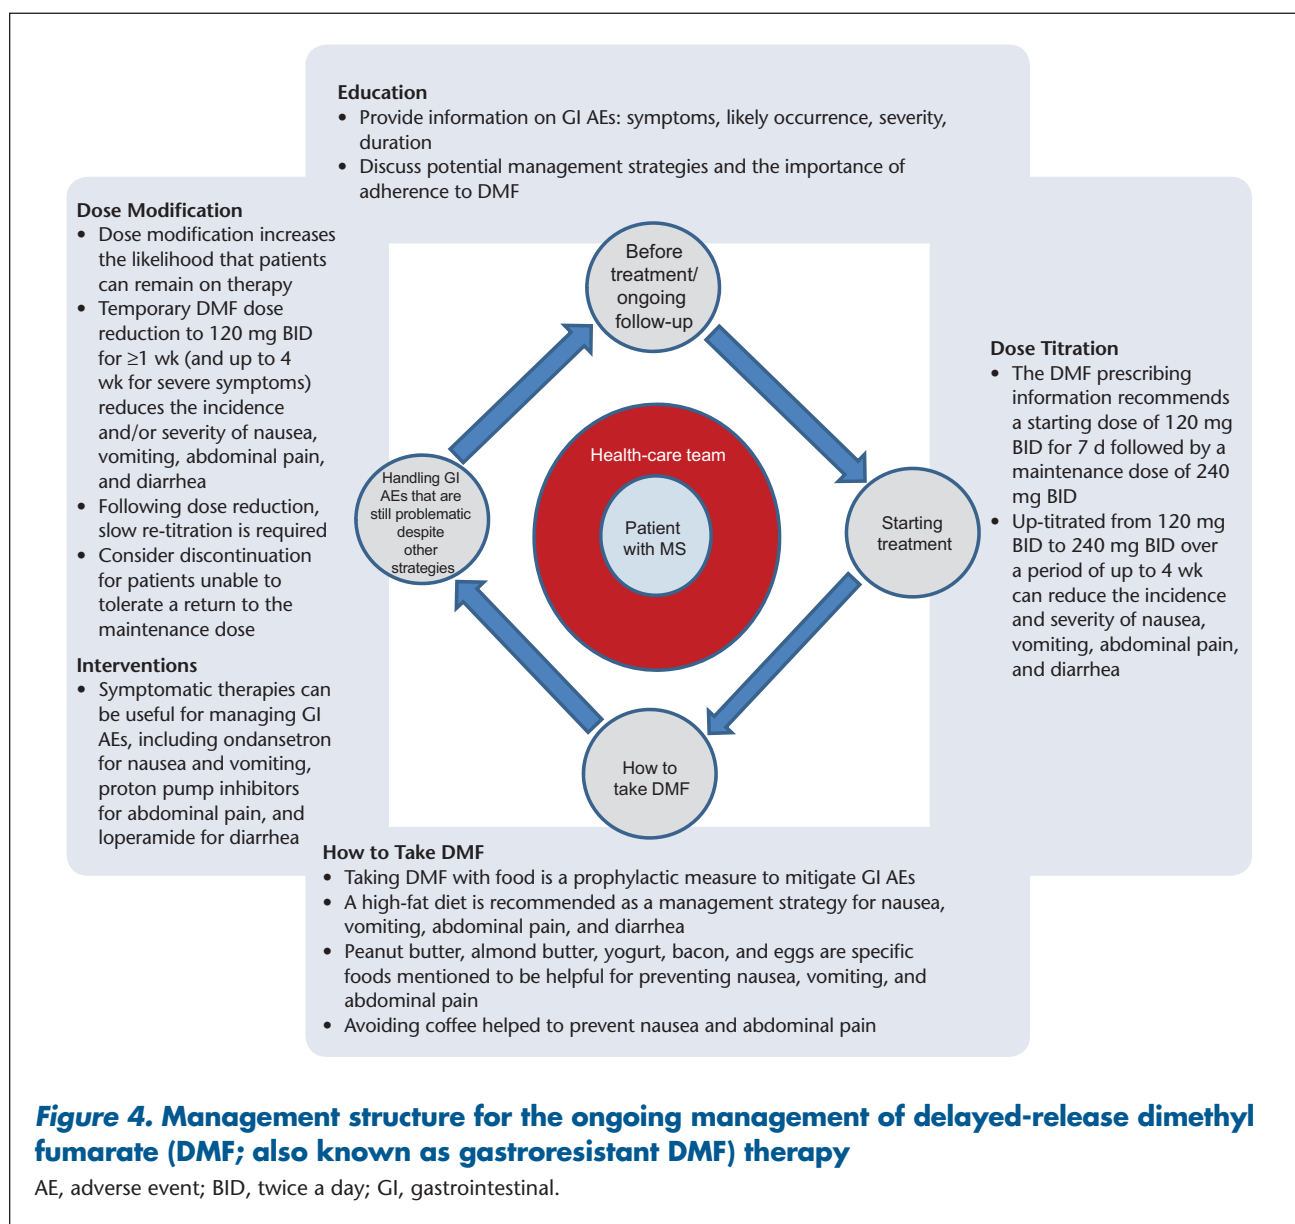 Education
• Provide information on GI AEs: symptoms, likely occurrence, severity,
duration
• Discuss potential management strategies and the importance of
adherence to DMF
Dose Modification
• Dose modification increases
the likelihood that patients
can remain on therapy
• Temporary DMF dose
reduction to 120 mg BID
for ≥1 wk (and up to 4
wk for severe symptoms)
reduces the incidence
and/or severity of nausea,
vomiting, abdominal pain,
and diarrhea
• Following dose reduction,
slow re-titration is required
• Consider discontinuation
for patients unable to
tolerate a return to the
maintenance dose
Interventions
• Symptomatic therapies can
be useful for managing GI
AEs, including ondansetron
for nausea and vomiting,
proton pump inhibitors
for abdominal pain, and
loperamide for diarrhea
Before
treatment/
ongoing
follow-up
Health-care team
Patient
with MS
Handling GI
AEs that are
still problematic
despite
other
strategies
Starting
treatment
How to
take DMF
Dose Titration
• The DMF prescribing
information recommends
a starting dose of 120 mg
BID for 7 d followed by a
maintenance dose of 240
mg BID
• Up-titrated from 120 mg
BID to 240 mg BID over
a period of up to 4 wk
can reduce the incidence
and severity of nausea,
vomiting, abdominal pain,
and diarrhea
How to Take DMF
• Taking DMF with food is a prophylactic measure to mitigate GI AEs
• A high-fat diet is recommended as a management strategy for nausea,
vomiting, abdominal pain, and diarrhea
• Peanut butter, almond butter, yogurt, bacon, and eggs are specific
foods mentioned to be helpful for preventing nausea, vomiting, and
abdominal pain
• Avoiding coffee helped to prevent nausea and abdominal pain
Figure 4. Management structure for the ongoing management of delayed-release dimethyl
fumarate (DMF; also known as gastroresistant DMF) therapy
AE, adverse event; BID, twice a day; GI, gastrointestinal.